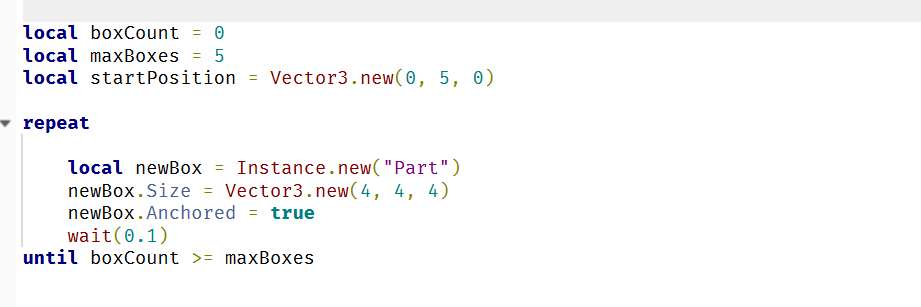 local boxCount = 0
local maxBoxes = 5
local startPosition = Vector3.new(0, 5, 0)
repeat
local newBox = Instance.new("Part")
newBox.Size = Vector3.new(4, 4, 4)
newBox.Anchored = true
wait(0.1)
until boxCount >= maxBoxes